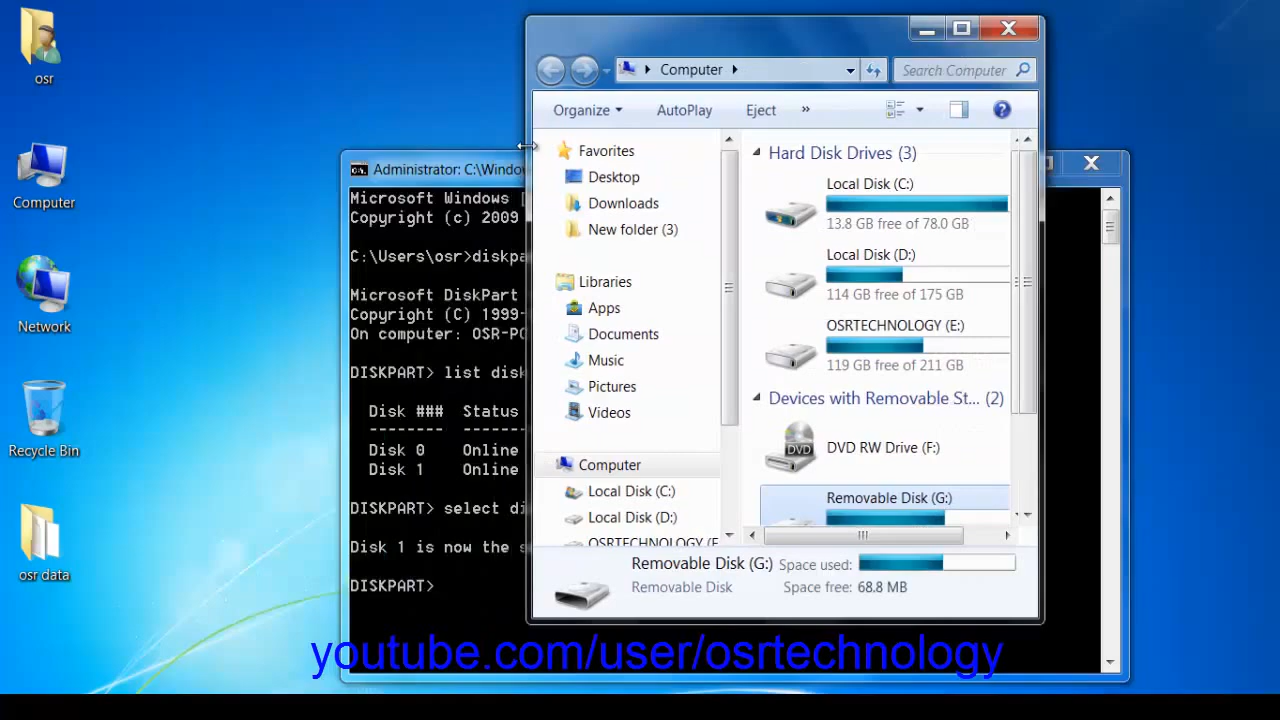 osr
Computer
Network
Recycle Bin
osr data
Computer
Search Computer
Organize
AutoPlay
Eject
»
Favorites
Desktop
Downloads
New folder (3)
Libraries
Apps
Documents
Music
Pictures
Videos
Computer
Local Disk (C:)
Local Disk (D:)
OSRTECHNOLOGY (E
Hard Disk Drives (3)
Local Disk (C:)
13.8 GB free of 78.0 GB
Local Disk (D:)
114 GB free of 175 GB
OSRTECHNOLOGY (E:)
119 GB free of 211 GB
Devices with Removable St... (2)
DVD
DVD RW Drive (F:)
Removable Disk (G:)
Removable Disk (G:) Space used:
Removable Disk Space free: 68.8 MB
Administrator: C:\Windo
Microsoft Windows [
Copyright (c) 2009
C:\Users\osr>diskpa
Microsoft DiskPart
Copyright (C) 1999-
On computer: OSR-PC
DISKPART> list disk
Disk ### Status
-------- ------
Disk 0 Online
Disk 1 Online
DISKPART> select di
Disk 1 is now the s
DISKPART>
youtube.com/user/osrtechnology